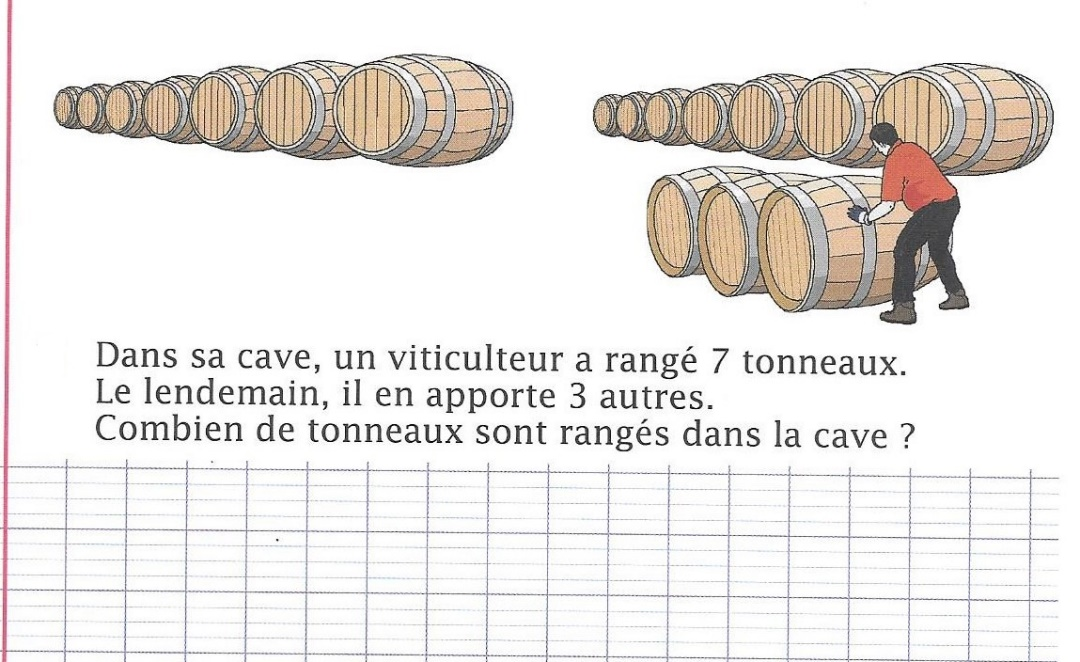 Dans sa cave, un viticulteur a rangé 7 tonneaux.
Le lendemain, il en apporte 3 autres.
Combien de tonneaux sont rangés dans la cave ?